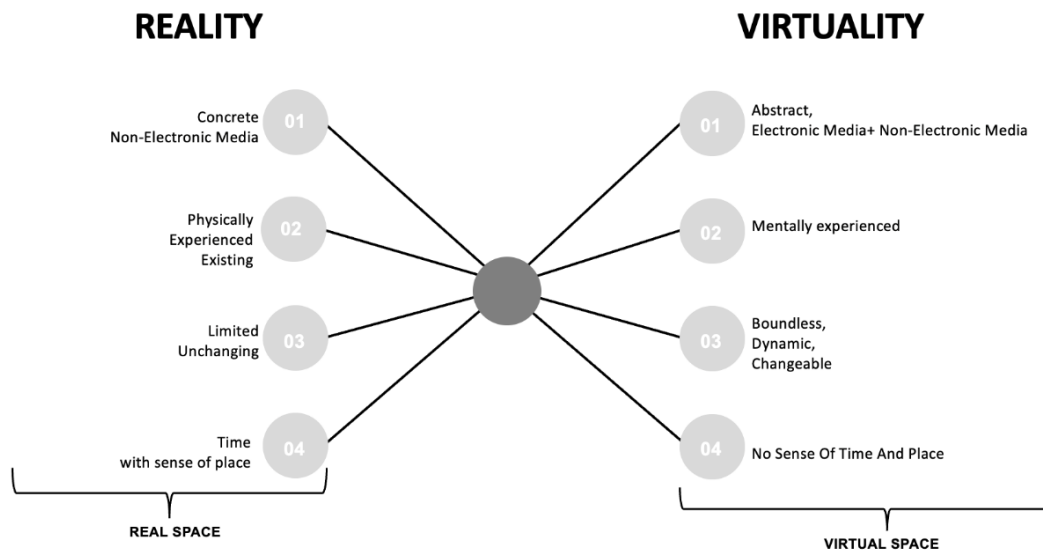 REALITY
VIRTUALITY
01
Concrete
Non-Electronic Media
02
Physically
Experienced
Existing
03
Limited
Unchanging
04
Time
with sense of place
REAL SPACE
01
Abstract,
Electronic Media+ Non-Electronic Media
02
Mentally experienced
03
Boundless,
Dynamic,
Changeable
04
No Sense Of Time And Place
VIRTUAL SPACE